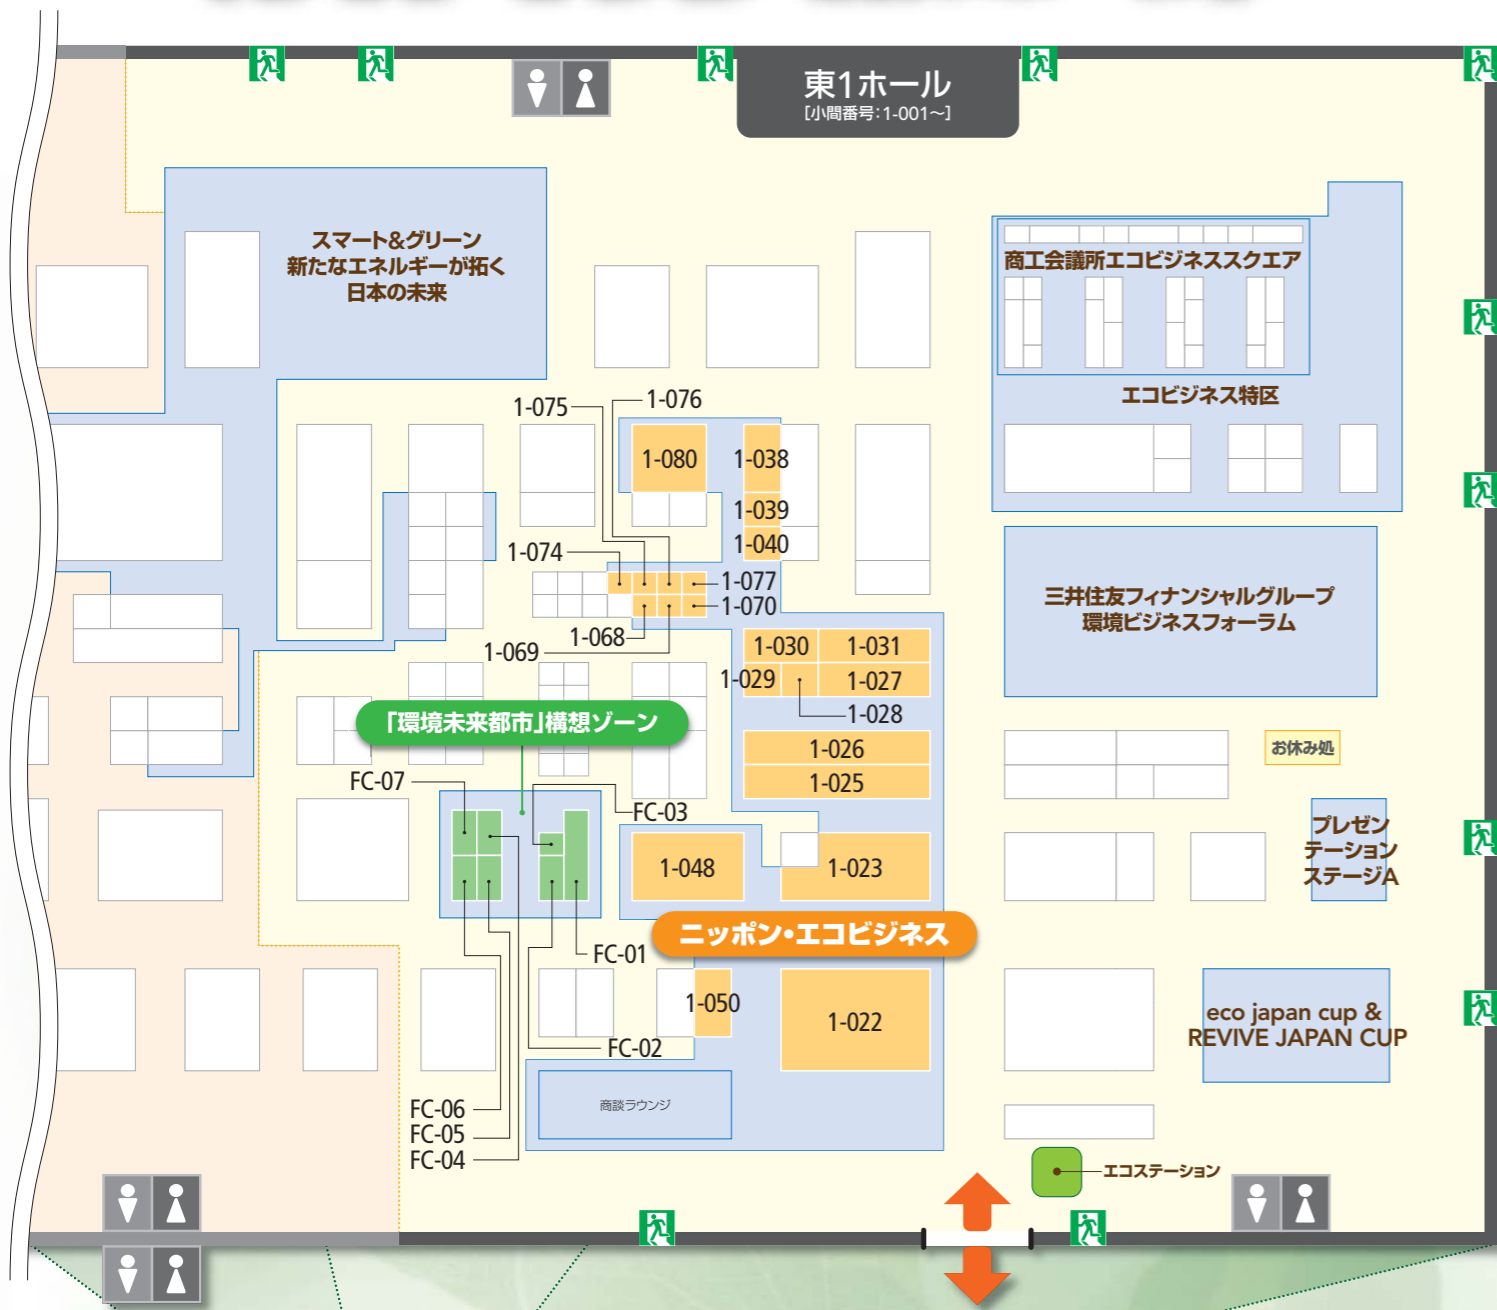 東1ホール
[小間番号:1-001～]
スマート&グリーン
新たなエネルギーが拓く
日本の未来
商工会議所エコビジネススクエア
エコビジネス特区
1-075
1-076
1-080
1-038
1-039
1-040
1-074
1-077
1-070
1-068
1-069
三井住友フィナンシャルグループ
環境ビジネスフォーラム
1-030
1-031
1-029
1-027
1-028
「環境未来都市」構想ゾーン
1-026
1-025
お休み処
FC-07
FC-03
プレゼン
テーション
ステージA
1-048
1-023
ニッポン・エコビジネス
FC-01
1-050
1-022
eco japan cup &
REVIVE JAPAN CUP
FC-02
FC-06
FC-05
FC-04
商談ラウンジ
エコステーション